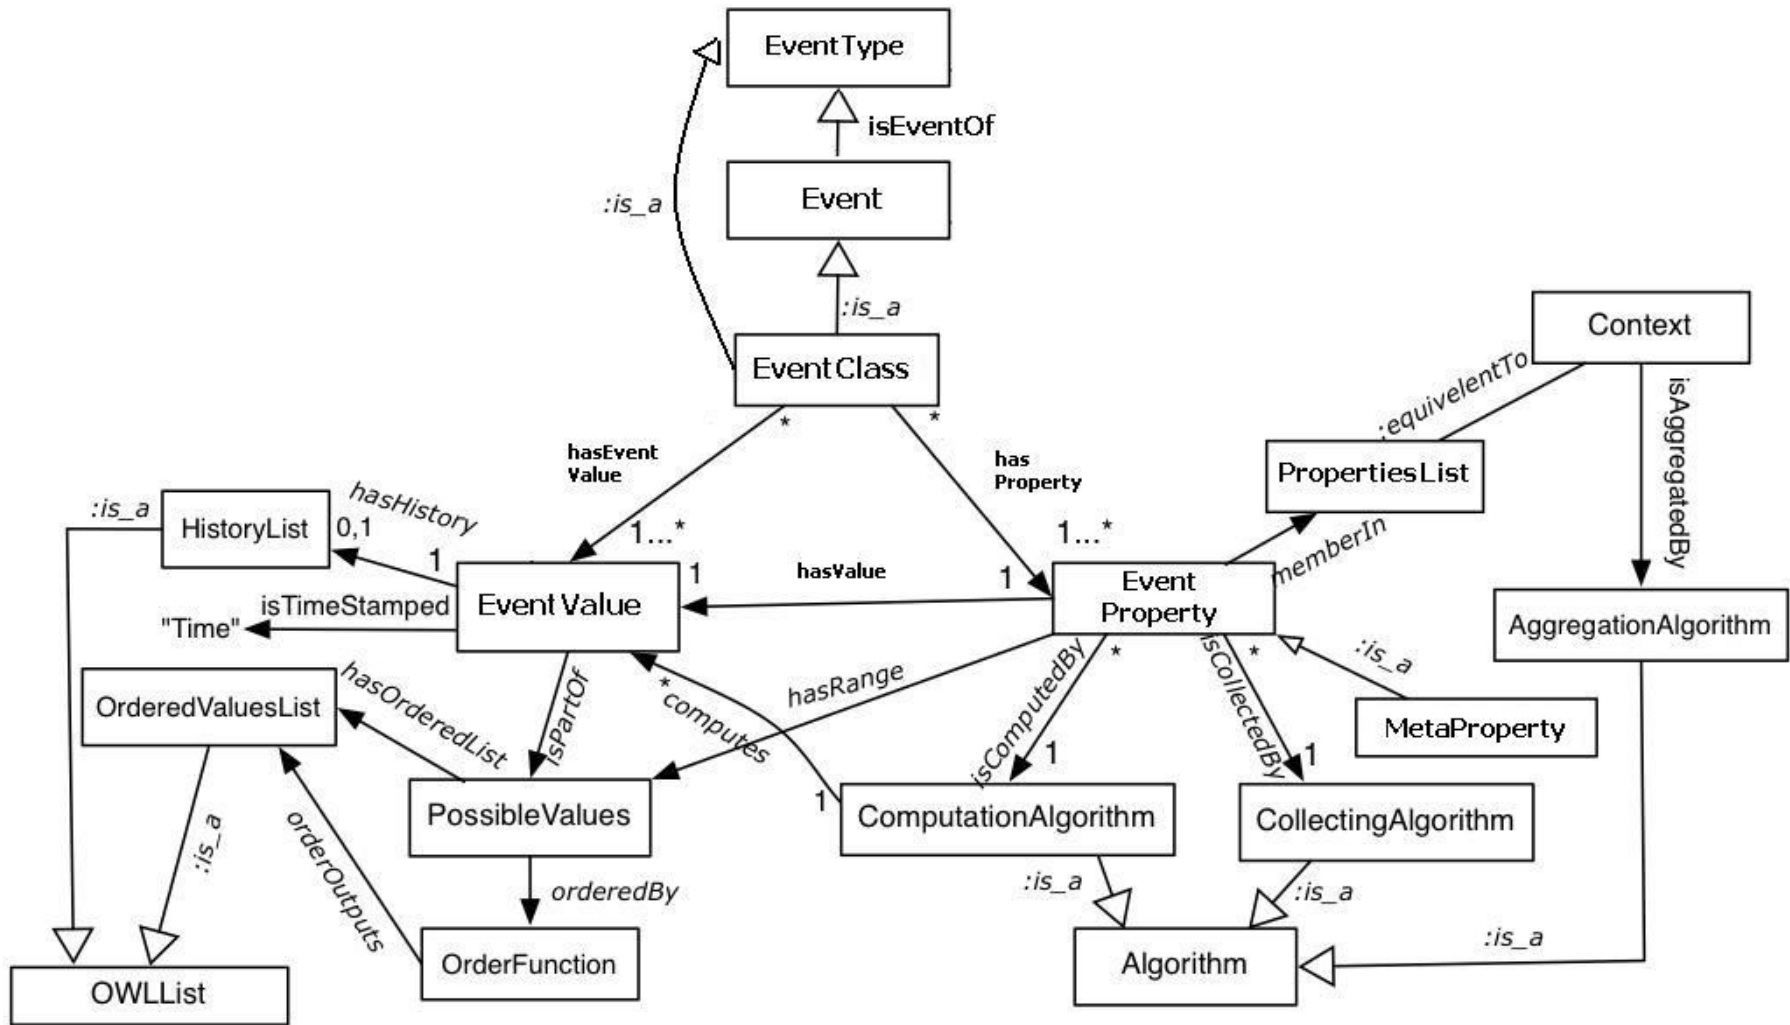 EventType
isEventOf
Event
:is_a
:is_a
EventClass
*
*
Context
:equivelentTo
isAggregatedBy
hasEvent
Value
has
Property
PropertiesList
:is_a
HistoryList
hasHistory
0,1
1
1...*
1...*
memberIn
1
hasValue
1
EventValue
Event
Property
isTimeStamped
"Time"
AggregationAlgorithm
OrderedValuesList
hasOrderedList
isPartOf
*
computes
hasRange
isComputedBy
*
isCollectedBy
*
:is_a
MetaProperty
1
1
1
PossibleValues
ComputationAlgorithm
CollectingAlgorithm
:is_a
orderOutputs
orderedBy
:is_a
:is_a
:is_a
OrderFunction
Algorithm
OWLList